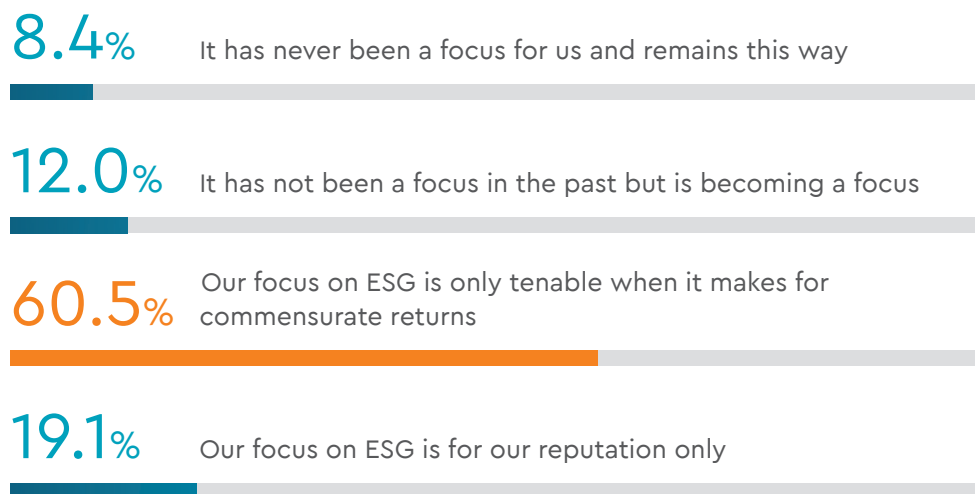 8.4% It has never been a focus for us and remains this way
12.0% It has not been a focus in the past but is becoming a focus
60.5% Our focus on ESG is only tenable when it makes for
commensurate returns
19.1% Our focus on ESG is for our reputation only